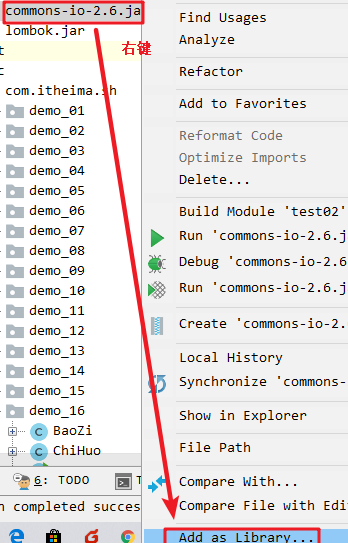 commons-io-2.6.ja
lombok.jar
t
c
com.itheima.sh
demo_01
demo_02
demo_03
demo_04
demo_05
demo_06
demo_07
demo_08
demo_09
demo_10
demo_11
demo_12
demo_13
demo_14
demo_15
demo_16
BaoZi
ChiHuo
6: TODO
T
n completed succes
右键
Find Usages
Analyze
Refactor
Add to Favorites
Reformat Code
Optimize Imports
Delete...
Build Module 'test02'
Run 'commons-io-2.6.j
Debug 'commons-io-2.6
Run 'commons-io-2.6.j
Create 'commons-io-2.
Local History
Synchronize 'commons-
Show in Explorer
File Path
Compare With...
Compare File with Edi
Add as Library...